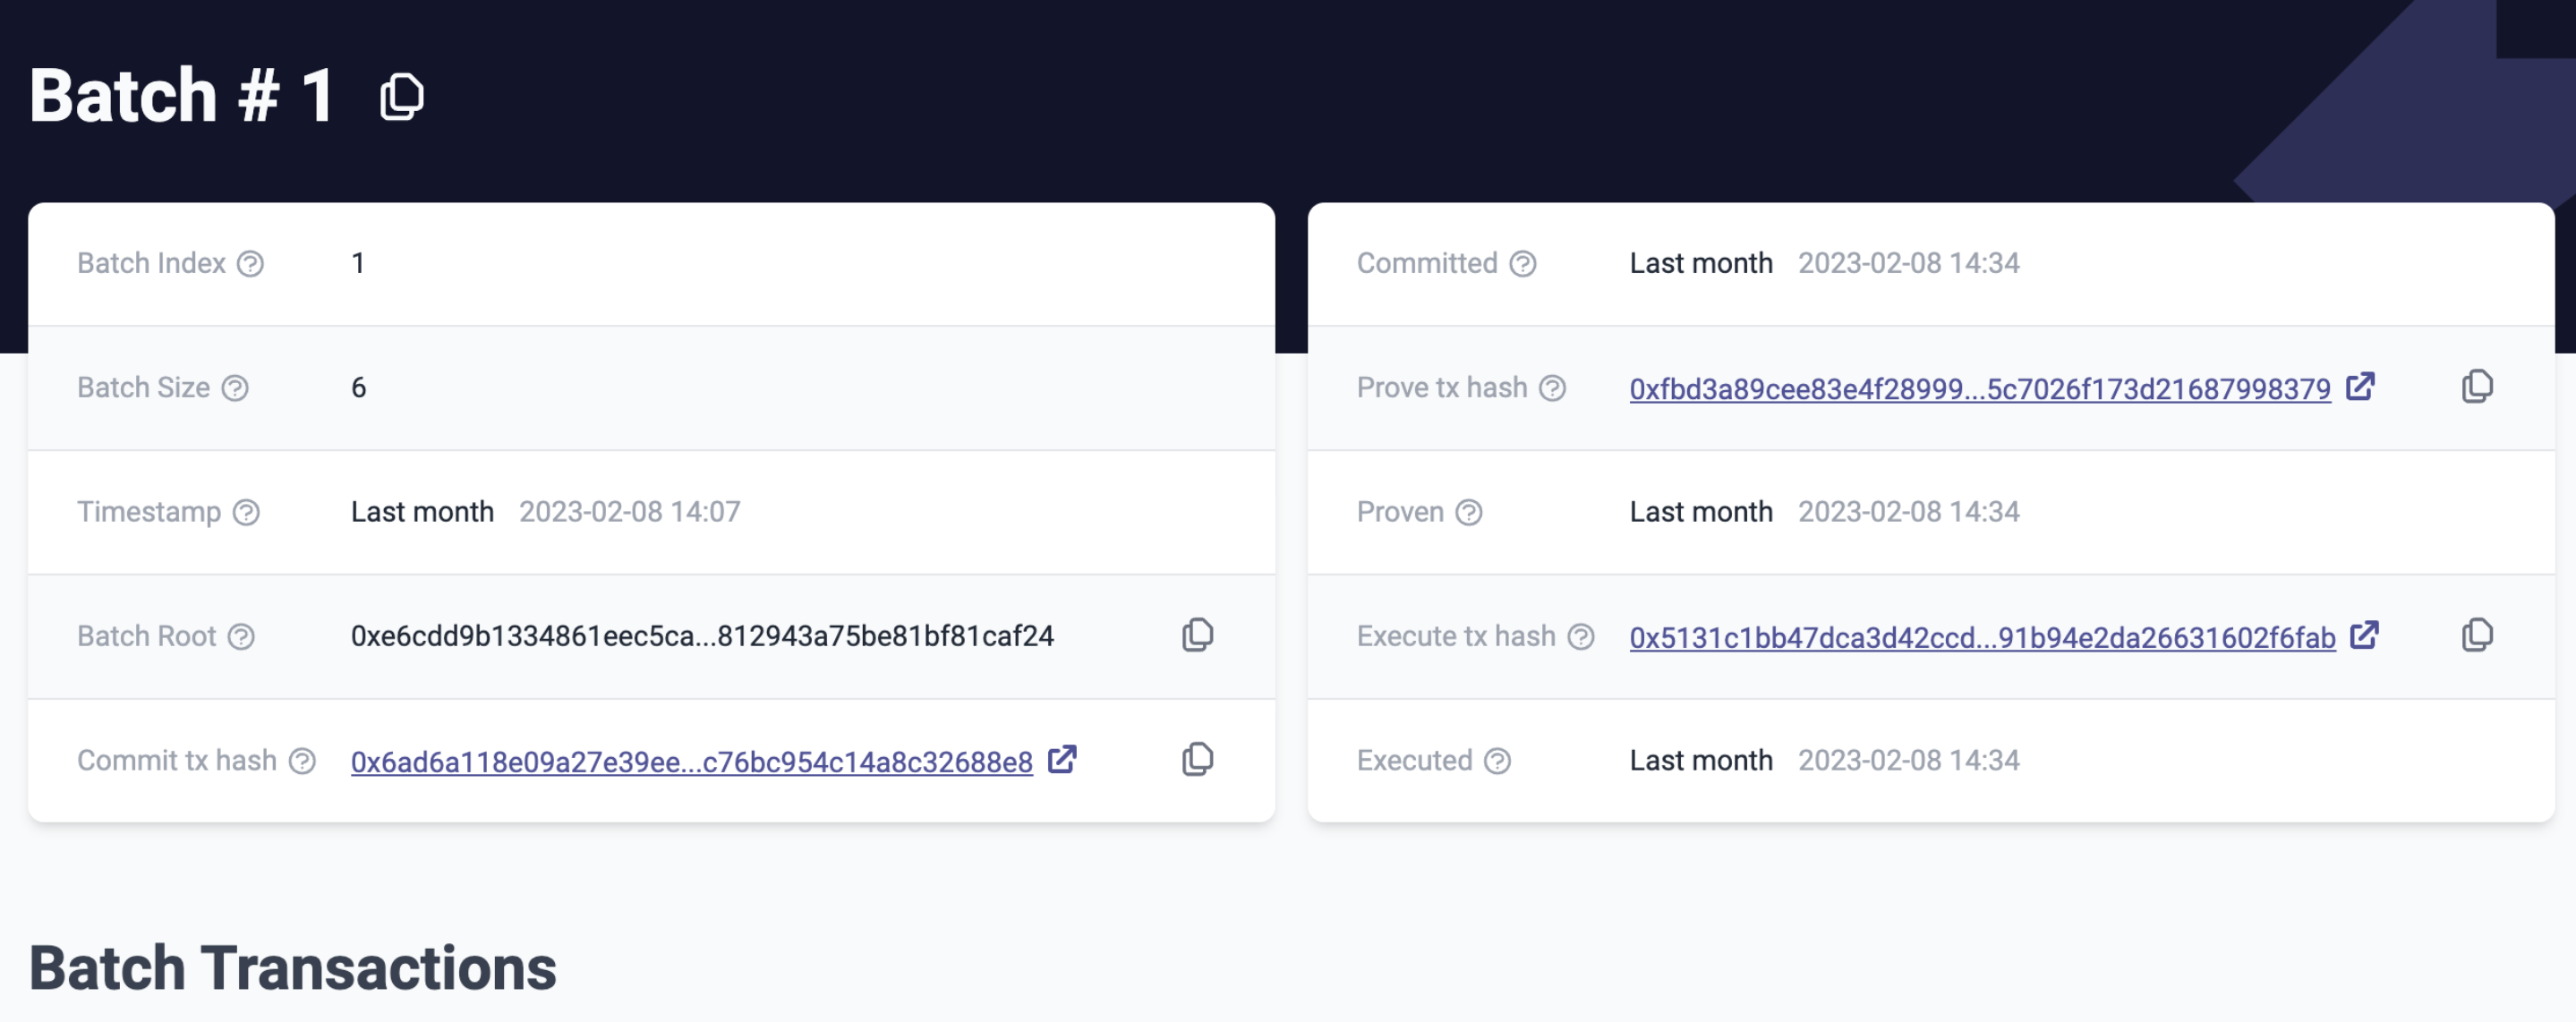 Batch # 1
Batch Index 1
Batch Size 6
Timestamp Last month 2023-02-08 14:07
Batch Root 0xe6cdd9b1334861eec5ca...812943a75be81bf81caf24
Commit tx hash 0x6ad6a118e09a27e39ee...c76bc954c14a8c32688e8
Committed Last month 2023-02-08 14:34
Prove tx hash 0xfbd3a89cee83e4f28999...5c7026f173d21687998379
Proven Last month 2023-02-08 14:34
Execute tx hash 0x5131c1bb47dca3d42ccd...91b94e2da26631602f6fab
Executed Last month 2023-02-08 14:34
Batch Transactions